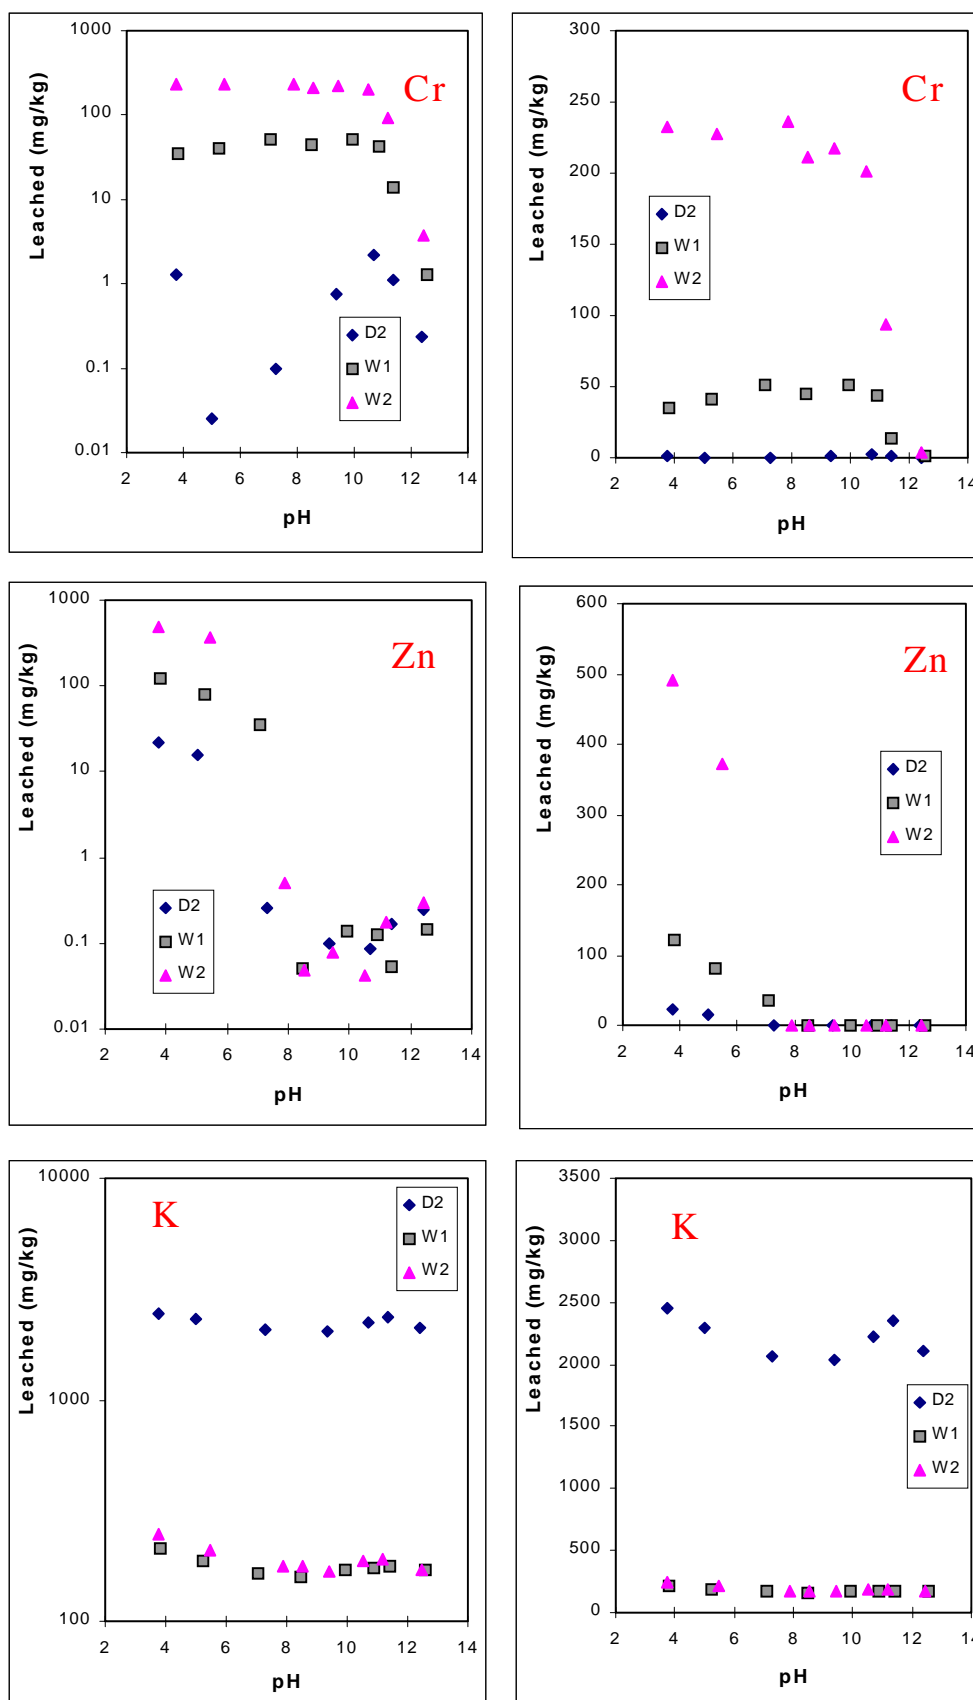 1000
100
10
1
0.1
0.01
Leached (mg/kg)
Cr
D2
W1
W2
2 4 6 8 10 12 14
pH
300
250
200
150
100
50
0
Leached (mg/kg)
Cr
D2
W1
W2
2 4 6 8 10 12 14
pH
1000
100
10
1
0.1
0.01
Leached (mg/kg)
Zn
D2
W1
W2
2 4 6 8 10 12 14
pH
600
500
400
300
200
100
0
Leached (mg/kg)
Zn
D2
W1
W2
2 4 6 8 10 12 14
pH
10000
1000
100
Leached (mg/kg)
K
D2
W1
W2
2 4 6 8 10 12 14
pH
3500
3000
2500
2000
1500
1000
500
0
Leached (mg/kg)
K
D2
W1
W2
2 4 6 8 10 12 14
pH